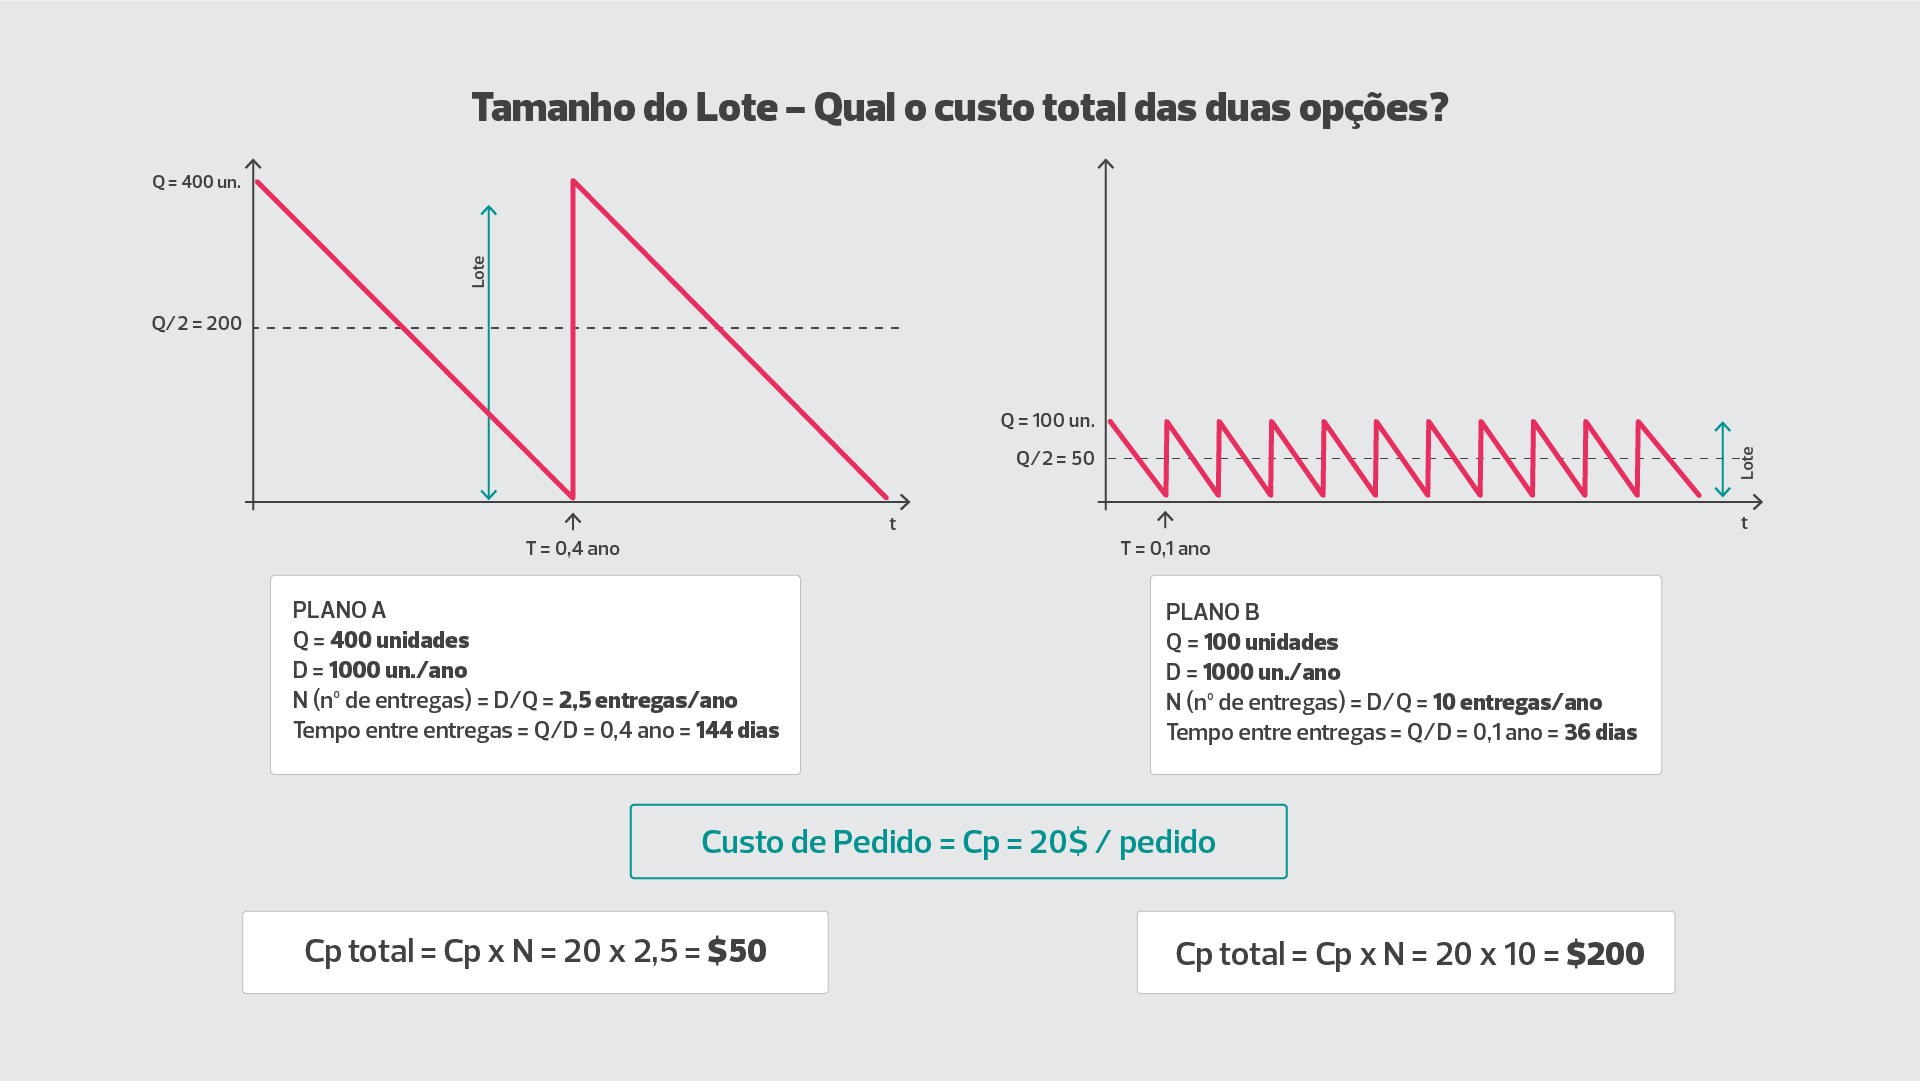 Tamanho do Lote – Qual o custo total das duas opções?
Q = 400 un.
Lote
Q/2 = 200
t
T = 0,4 ano
Q = 100 un.
Q/2 = 50
Lote
t
T = 0,1 ano
PLANO A
Q = 400 unidades
D = 1000 un./ano
N (n° de entregas) = D/Q = 2,5 entregas/ano
Tempo entre entregas = Q/D = 0,4 ano = 144 dias
PLANO B
Q = 100 unidades
D = 1000 un./ano
N (n° de entregas) = D/Q = 10 entregas/ano
Tempo entre entregas = Q/D = 0,1 ano = 36 dias
Custo de Pedido = Cp = 20$ / pedido
Cp total = Cp x N = 20 x 2,5 = $50
Cp total = Cp x N = 20 x 10 = $200